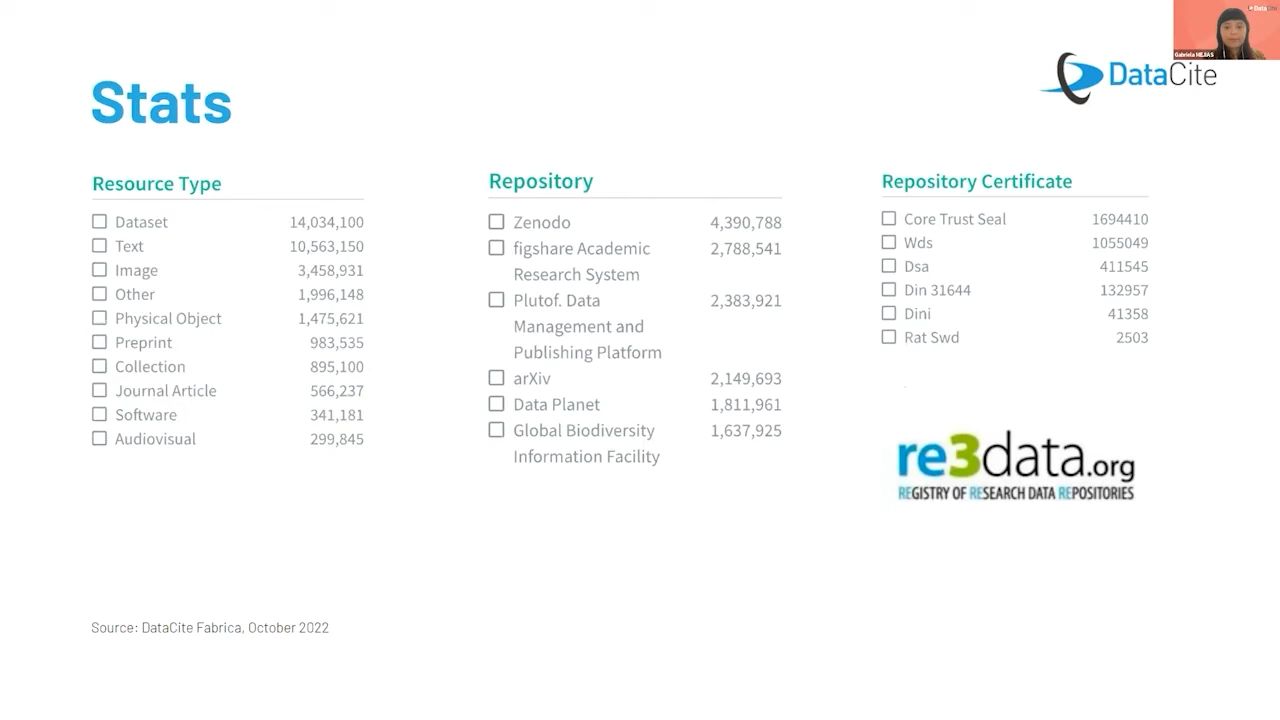 DataCite
Gabriela MEJIAS
DataCite
Stats
Resource Type
Dataset 14,034,100
Text 10,563,150
Image 3,458,931
Other 1,996,148
Physical Object 1,475,621
Preprint 983,535
Collection 895,100
Journal Article 566,237
Software 341,181
Audiovisual 299,845
Repository
Zenodo 4,390,788
figshare Academic 2,788,541
Research System
Plutof. Data 2,383,921
Management and
Publishing Platform
arXiv 2,149,693
Data Planet 1,811,961
Global Biodiversity 1,637,925
Information Facility
Repository Certificate
Core Trust Seal 1694410
Wds 1055049
Dsa 411545
Din 31644 132957
Dini 41358
Rat Swd 2503
re3data.org
REGISTRY OF RESEARCH DATA REPOSITORIES
Source: DataCite Fabrica, October 2022